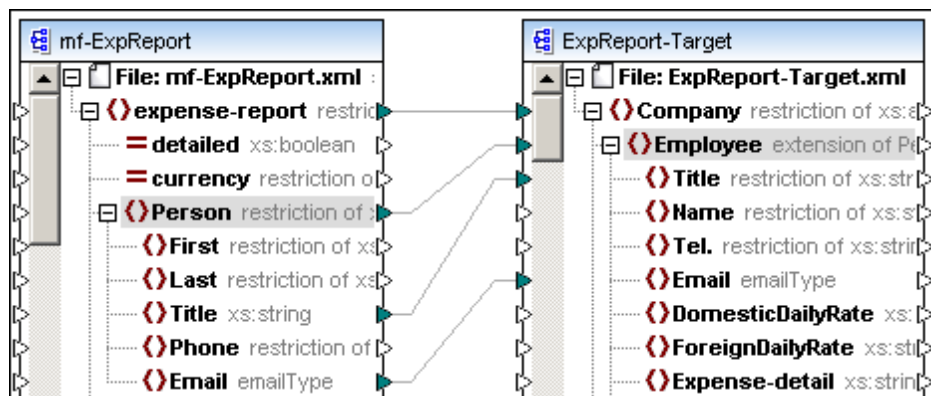 mf-ExpReport
File: mf-ExpReport.xml
expense-report restric
detailed xs:boolean
currency restriction o
Person restriction of
First restriction of xs
Last restriction of xs
Title xs:string
Phone restriction of
Email emailType
ExpReport-Target
File: ExpReport-Target.xml
Company restriction of xs:
Employee extension of Pe
Title restriction of xs:str
Name restriction of xs:s
Tel. restriction of xs:strin
Email emailType
DomesticDailyRate xs:
ForeignDailyRate xs:sti
Expense-detail xs:strin